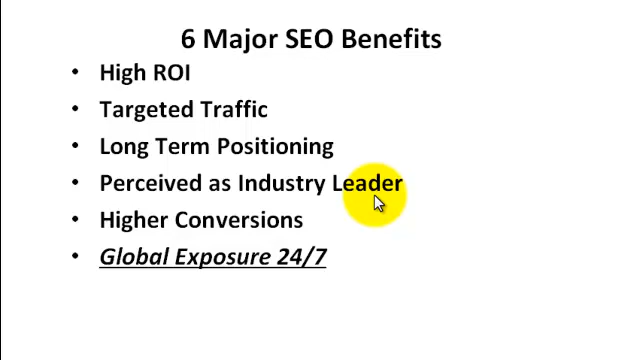 6 Major SEO Benefits
• High ROI
• Targeted Traffic
• Long Term Positioning
• Perceived as Industry Leader
• Higher Conversions
• Global Exposure 24/7